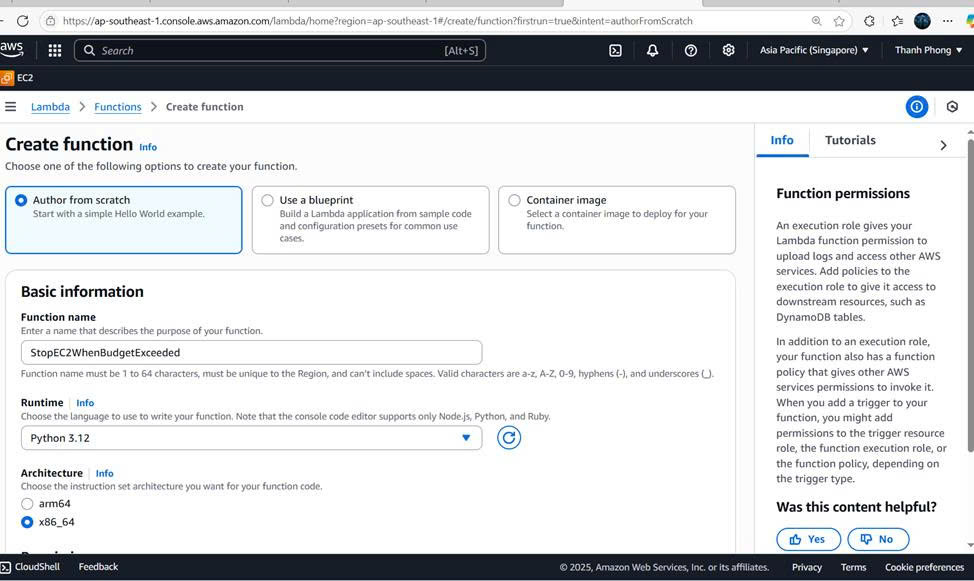 https://ap-southeast-1.console.aws.amazon.com/lambda/home?region=ap-southeast-1#/create/function?firstrun=true&intent=authorFromScratch
aws
Search
[Alt+S]
Asia Pacific (Singapore)
Thanh Phong
EC2
Lambda
Functions
Create function
Create function
Info
Choose one of the following options to create your function.
Author from scratch
Start with a simple Hello World example.
Use a blueprint
Build a Lambda application from sample code
and configuration presets for common use
cases.
Container image
Select a container image to deploy for your
function.
Basic information
Function name
Enter a name that describes the purpose of your function.
StopEC2WhenBudgetExceeded
Function name must be 1 to 64 characters, must be unique to the Region, and can't include spaces. Valid characters are a-z, A-Z, 0-9, hyphens (-), and underscores (_).
Runtime
Info
Choose the language to use to write your function. Note that the console code editor supports only Node.js, Python, and Ruby.
Python 3.12
Architecture
Info
Choose the instruction set architecture you want for your function code.
arm64
x86_64
Info
Tutorials
Function permissions
An execution role gives your
Lambda function permission to
upload logs and access other AWS
services. Add policies to the
execution role to give it access to
downstream resources, such as
DynamoDB tables.
In addition to an execution role,
your function also has a function
policy that gives other AWS
services permissions to invoke it.
When you add a trigger to your
function, you might add
permissions to the trigger resource
role, the function execution role, or
the function policy, depending on
the trigger type.
Was this content helpful?
Yes
No
CloudShell
Feedback
© 2025, Amazon Web Services, Inc. or its affiliates.
Privacy
Terms
Cookie preferences